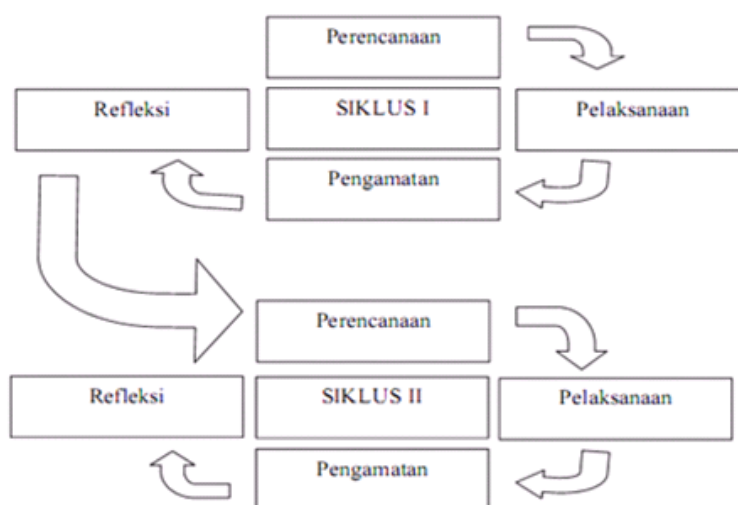 Perencanaan
Refleksi
SIKLUS I
Pelaksanaan
Pengamatan
Perencanaan
Refleksi
SIKLUS II
Pelaksanaan
Pengamatan